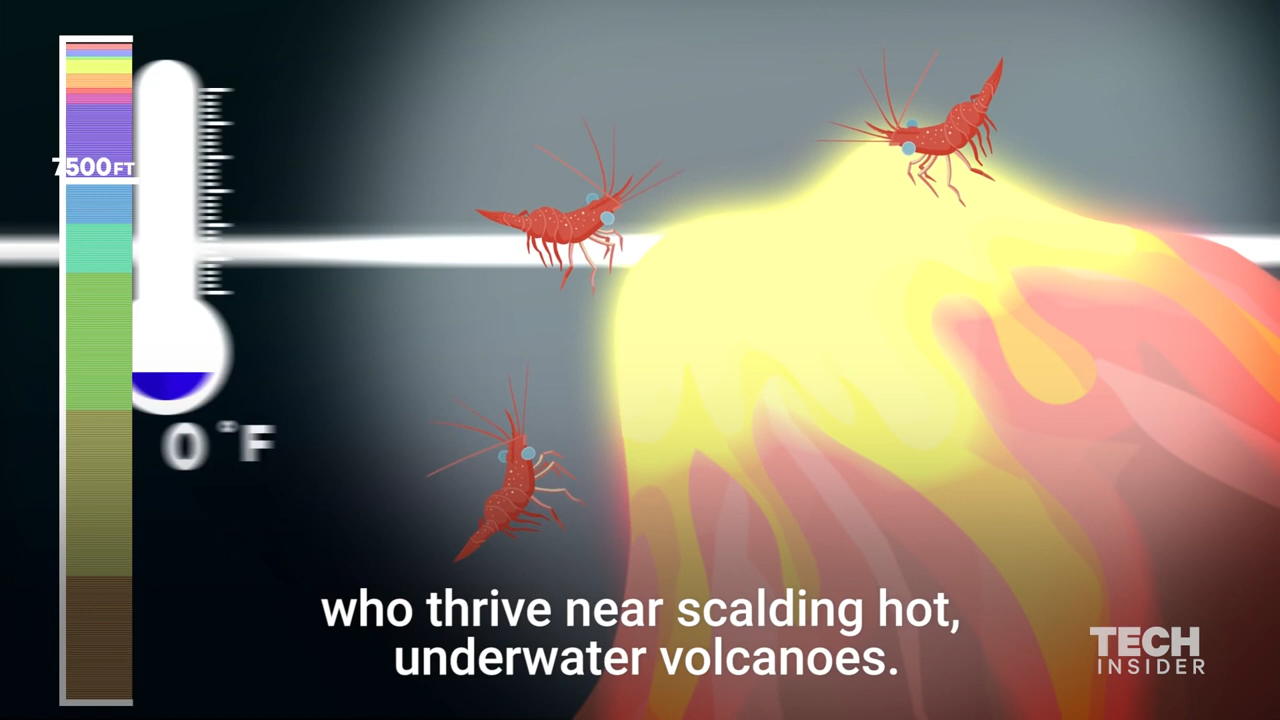 7500FT
0°F
who thrive near scalding hot,
underwater volcanoes.
TECH
INSIDER